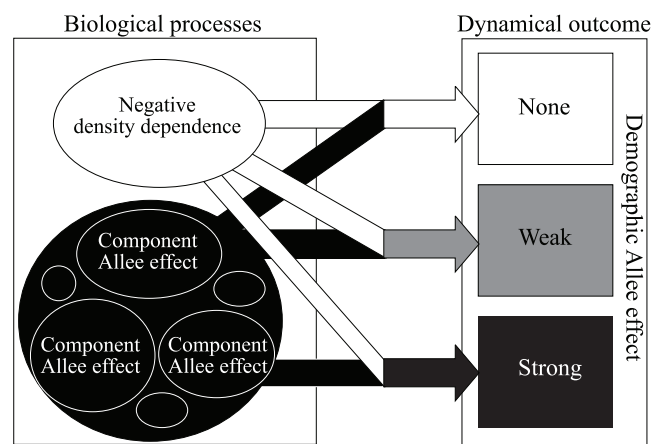 Biological processes
Dynamical outcome
Negative
density dependence
None
Component
Allee effect
Weak
Component
Allee effect
Component
Allee effect
Strong
Demographic Allee effect